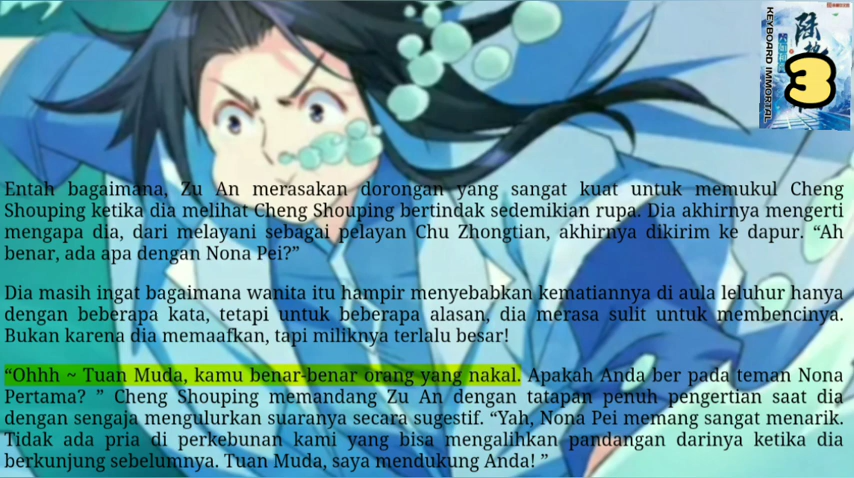 陆
KEYBOARD IMMORTAL
3
Entah bagaimana, Zu An merasakan dorongan yang sangat kuat untuk memukul Cheng
Shouping ketika dia melihat Cheng Shouping bertindak sedemikian rupa. Dia akhirnya mengerti
mengapa dia, dari melayani sebagai pelayan Chu Zhongtian, akhirnya dikirim ke dapur. “Ah
benar, ada apa dengan Nona Pei?”
Dia masih ingat bagaimana wanita itu hampir menyebabkan kematiannya di aula leluhur hanya
dengan beberapa kata, tetapi untuk beberapa alasan, dia merasa sulit untuk membencinya.
Bukan karena dia memaafkan, tapi miliknya terlalu besar!
“Ohhh ~ Tuan Muda, kamu benar-benar orang yang nakal. Apakah Anda ber pada teman Nona
Pertama? ” Cheng Shouping memandang Zu An dengan tatapan penuh pengertian saat dia
dengan sengaja mengulurkan suaranya secara sugestif. “Yah, Nona Pei memang sangat menarik.
Tidak ada pria di perkebunan kami yang bisa mengalihkan pandangan darinya ketika dia
berkunjung sebelumnya. Tuan Muda, saya mendukung Anda! ”